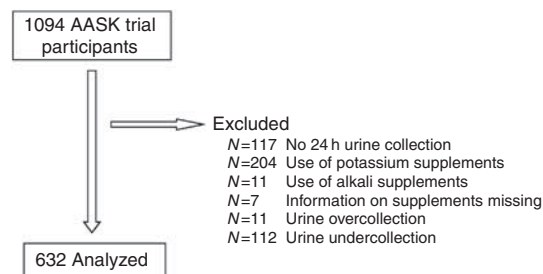 1094 AASK trial
participants
Excluded
N=117 No 24 h urine collection
N=204 Use of potassium supplements
N=11 Use of alkali supplements
N=7 Information on supplements missing
N=11 Urine overcollection
N=112 Urine undercollection
632 Analyzed